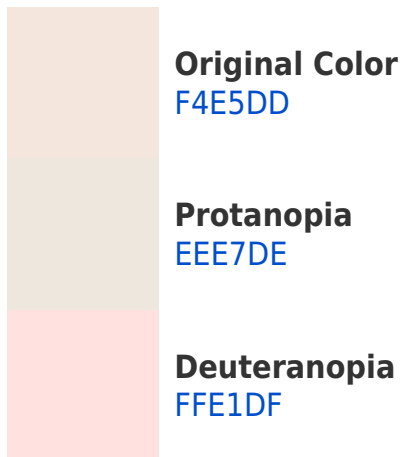 Original Color
F4E5DD
Protanopia
EEE7DE
Deuteranopia
FFE1DF